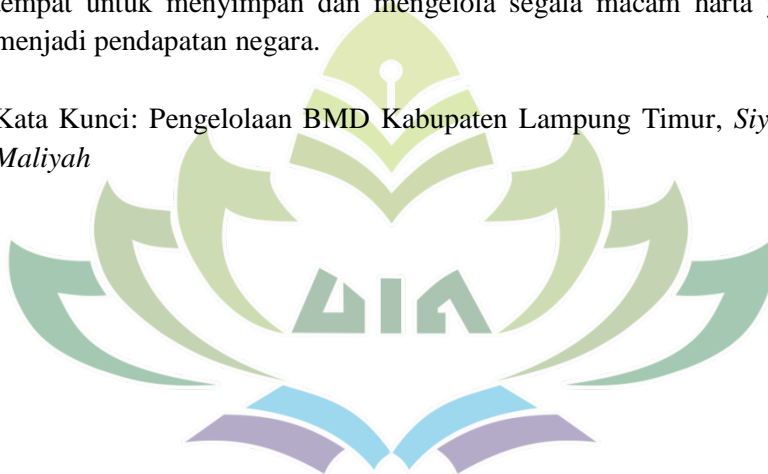 tempat untuk menyimpan dan mengelola segala macam harta
menjadi pendapatan negara.
Kata Kunci: Pengelolaan BMD Kabupaten Lampung Timur,
Maliyah
UIN